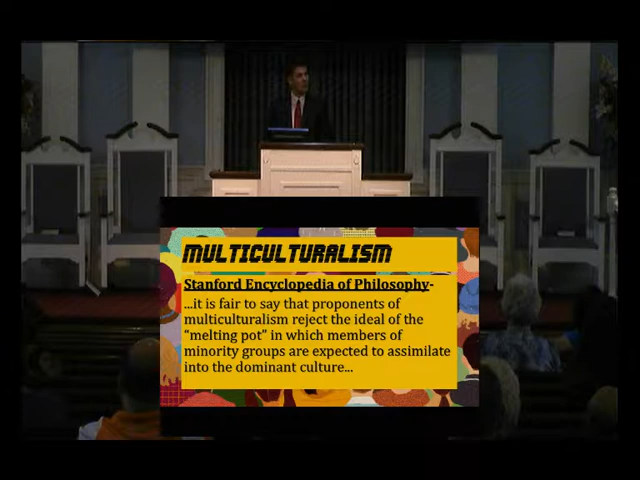 MULTICULTURALISM
Stanford Encyclopedia of Philosophy-
...it is fair to say that proponents of
multiculturalism reject the ideal of the
“melting pot” in which members of
minority groups are expected to assimilate
into the dominant culture...